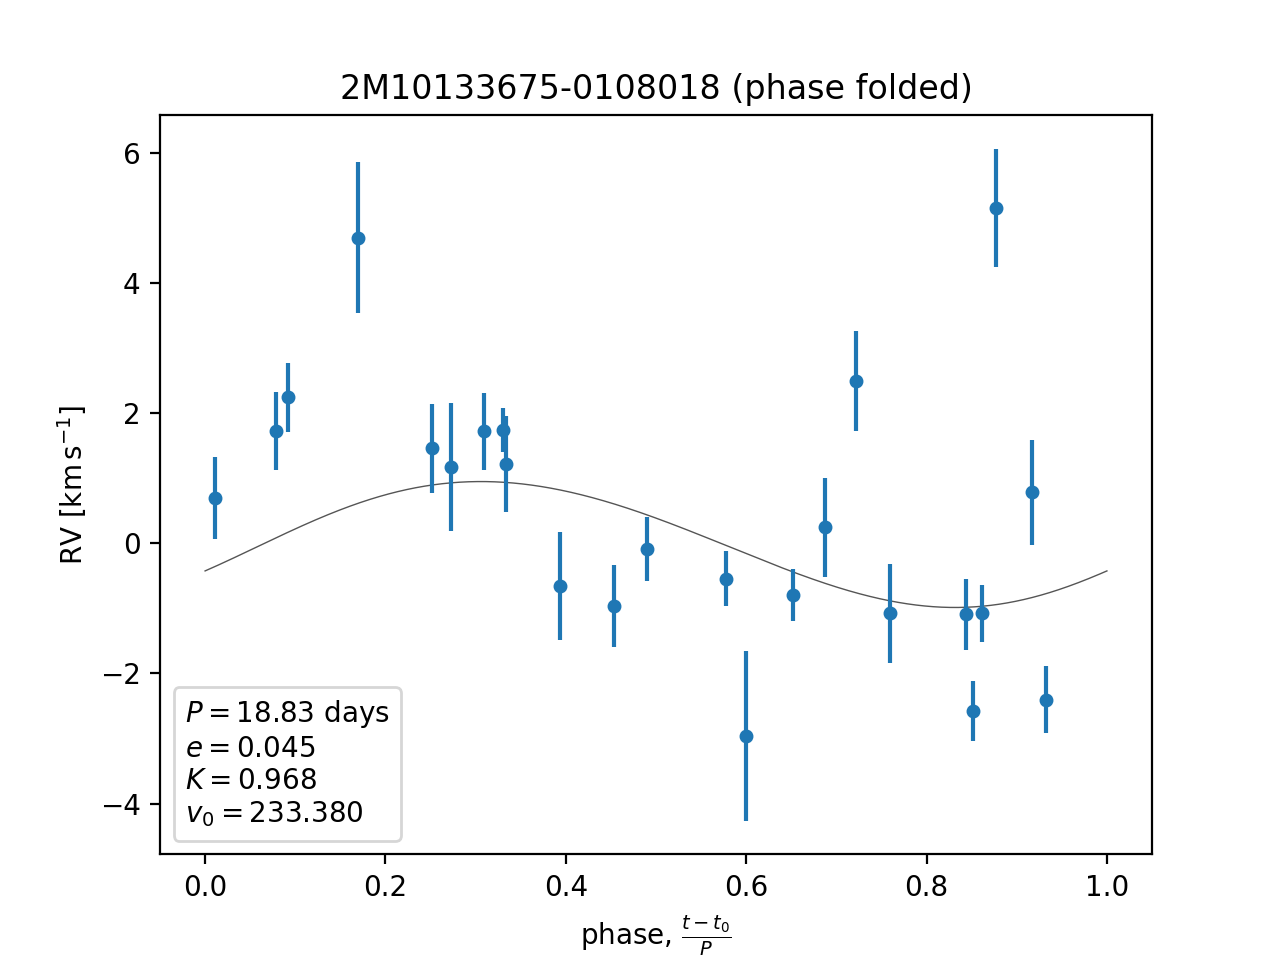 2M10133675-0108018 (phase folded)
RV [km s⁻¹]
6
4
2
0
−2
−4
P = 18.83 days
e = 0.045
K = 0.968
v₀ = 233.380
0.0 0.2 0.4 0.6 0.8 1.0
phase, (t − t₀)/P